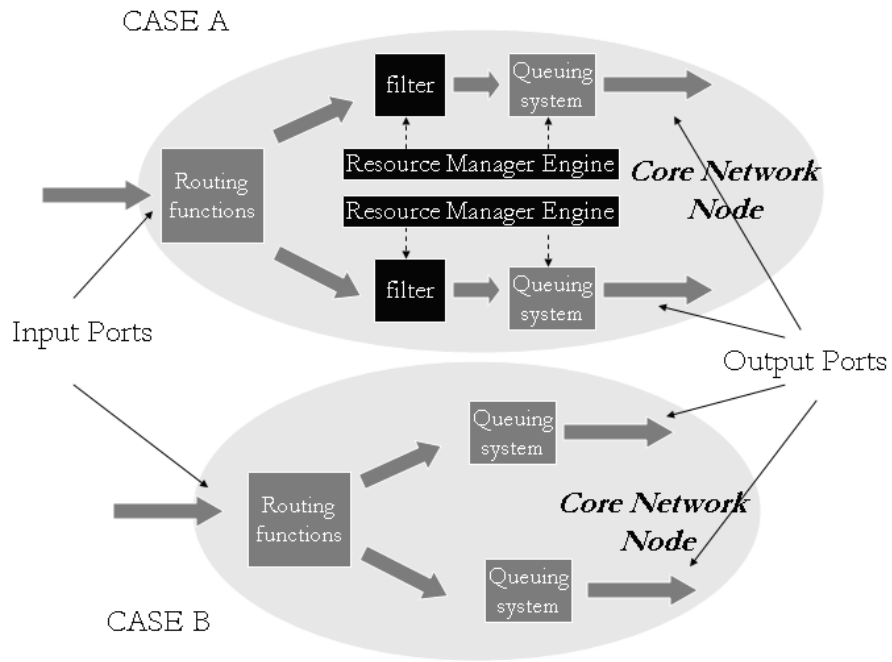 CASE A
filter
Queuing
system
Resource Manager Engine
Routing
functions
Core Network
Node
Resource Manager Engine
filter
Queuing
system
Input Ports
Output Ports
Queuing
system
Routing
functions
Core Network
Node
Queuing
system
CASE B